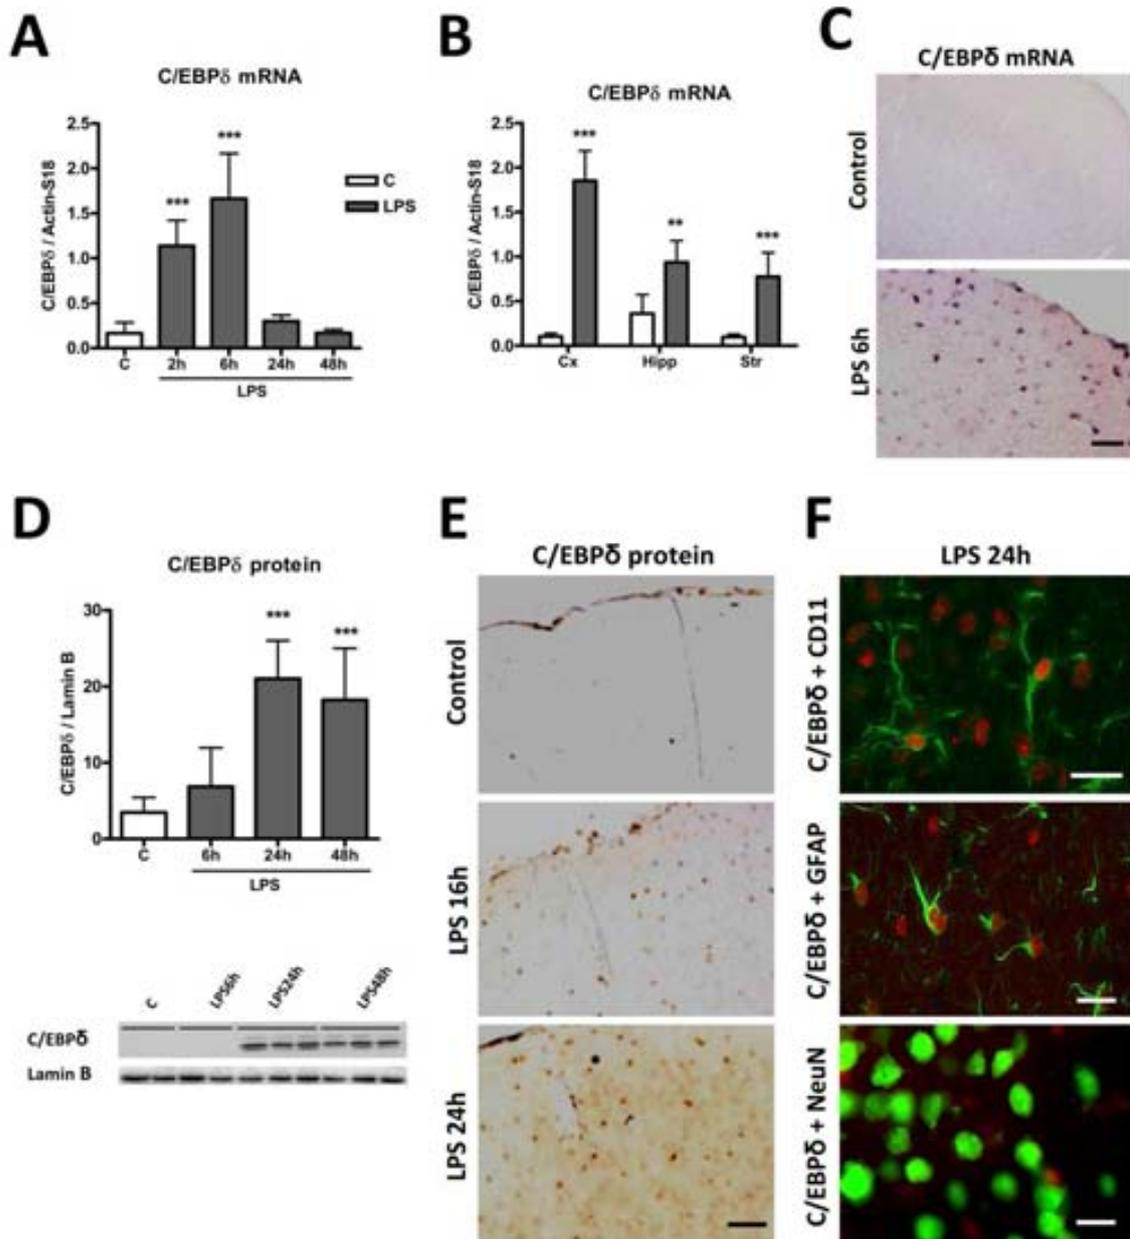 A
C/EBPδ mRNA
C/EBPδ / Actin-S18
2.5
2.0
1.5
1.0
0.5
0.0
***
***
C
2h
6h
24h
48h
LPS
C
LPS
B
C/EBPδ mRNA
C/EBPδ / Actin-S18
2.5
2.0
1.5
1.0
0.5
0.0
***
**
***
Cx
Hipp
Str
C
C/EBPδ mRNA
Control
LPS 6h
D
C/EBPδ protein
C/EBPδ / Lamin B
30
20
10
0
***
***
C
6h
24h
48h
LPS
C
LPS6h
LPS24h
LPS48h
C/EBPδ
Lamin B
E
C/EBPδ protein
Control
LPS 16h
LPS 24h
F
LPS 24h
C/EBPδ + CD11
C/EBPδ + GFAP
C/EBPδ + NeuN